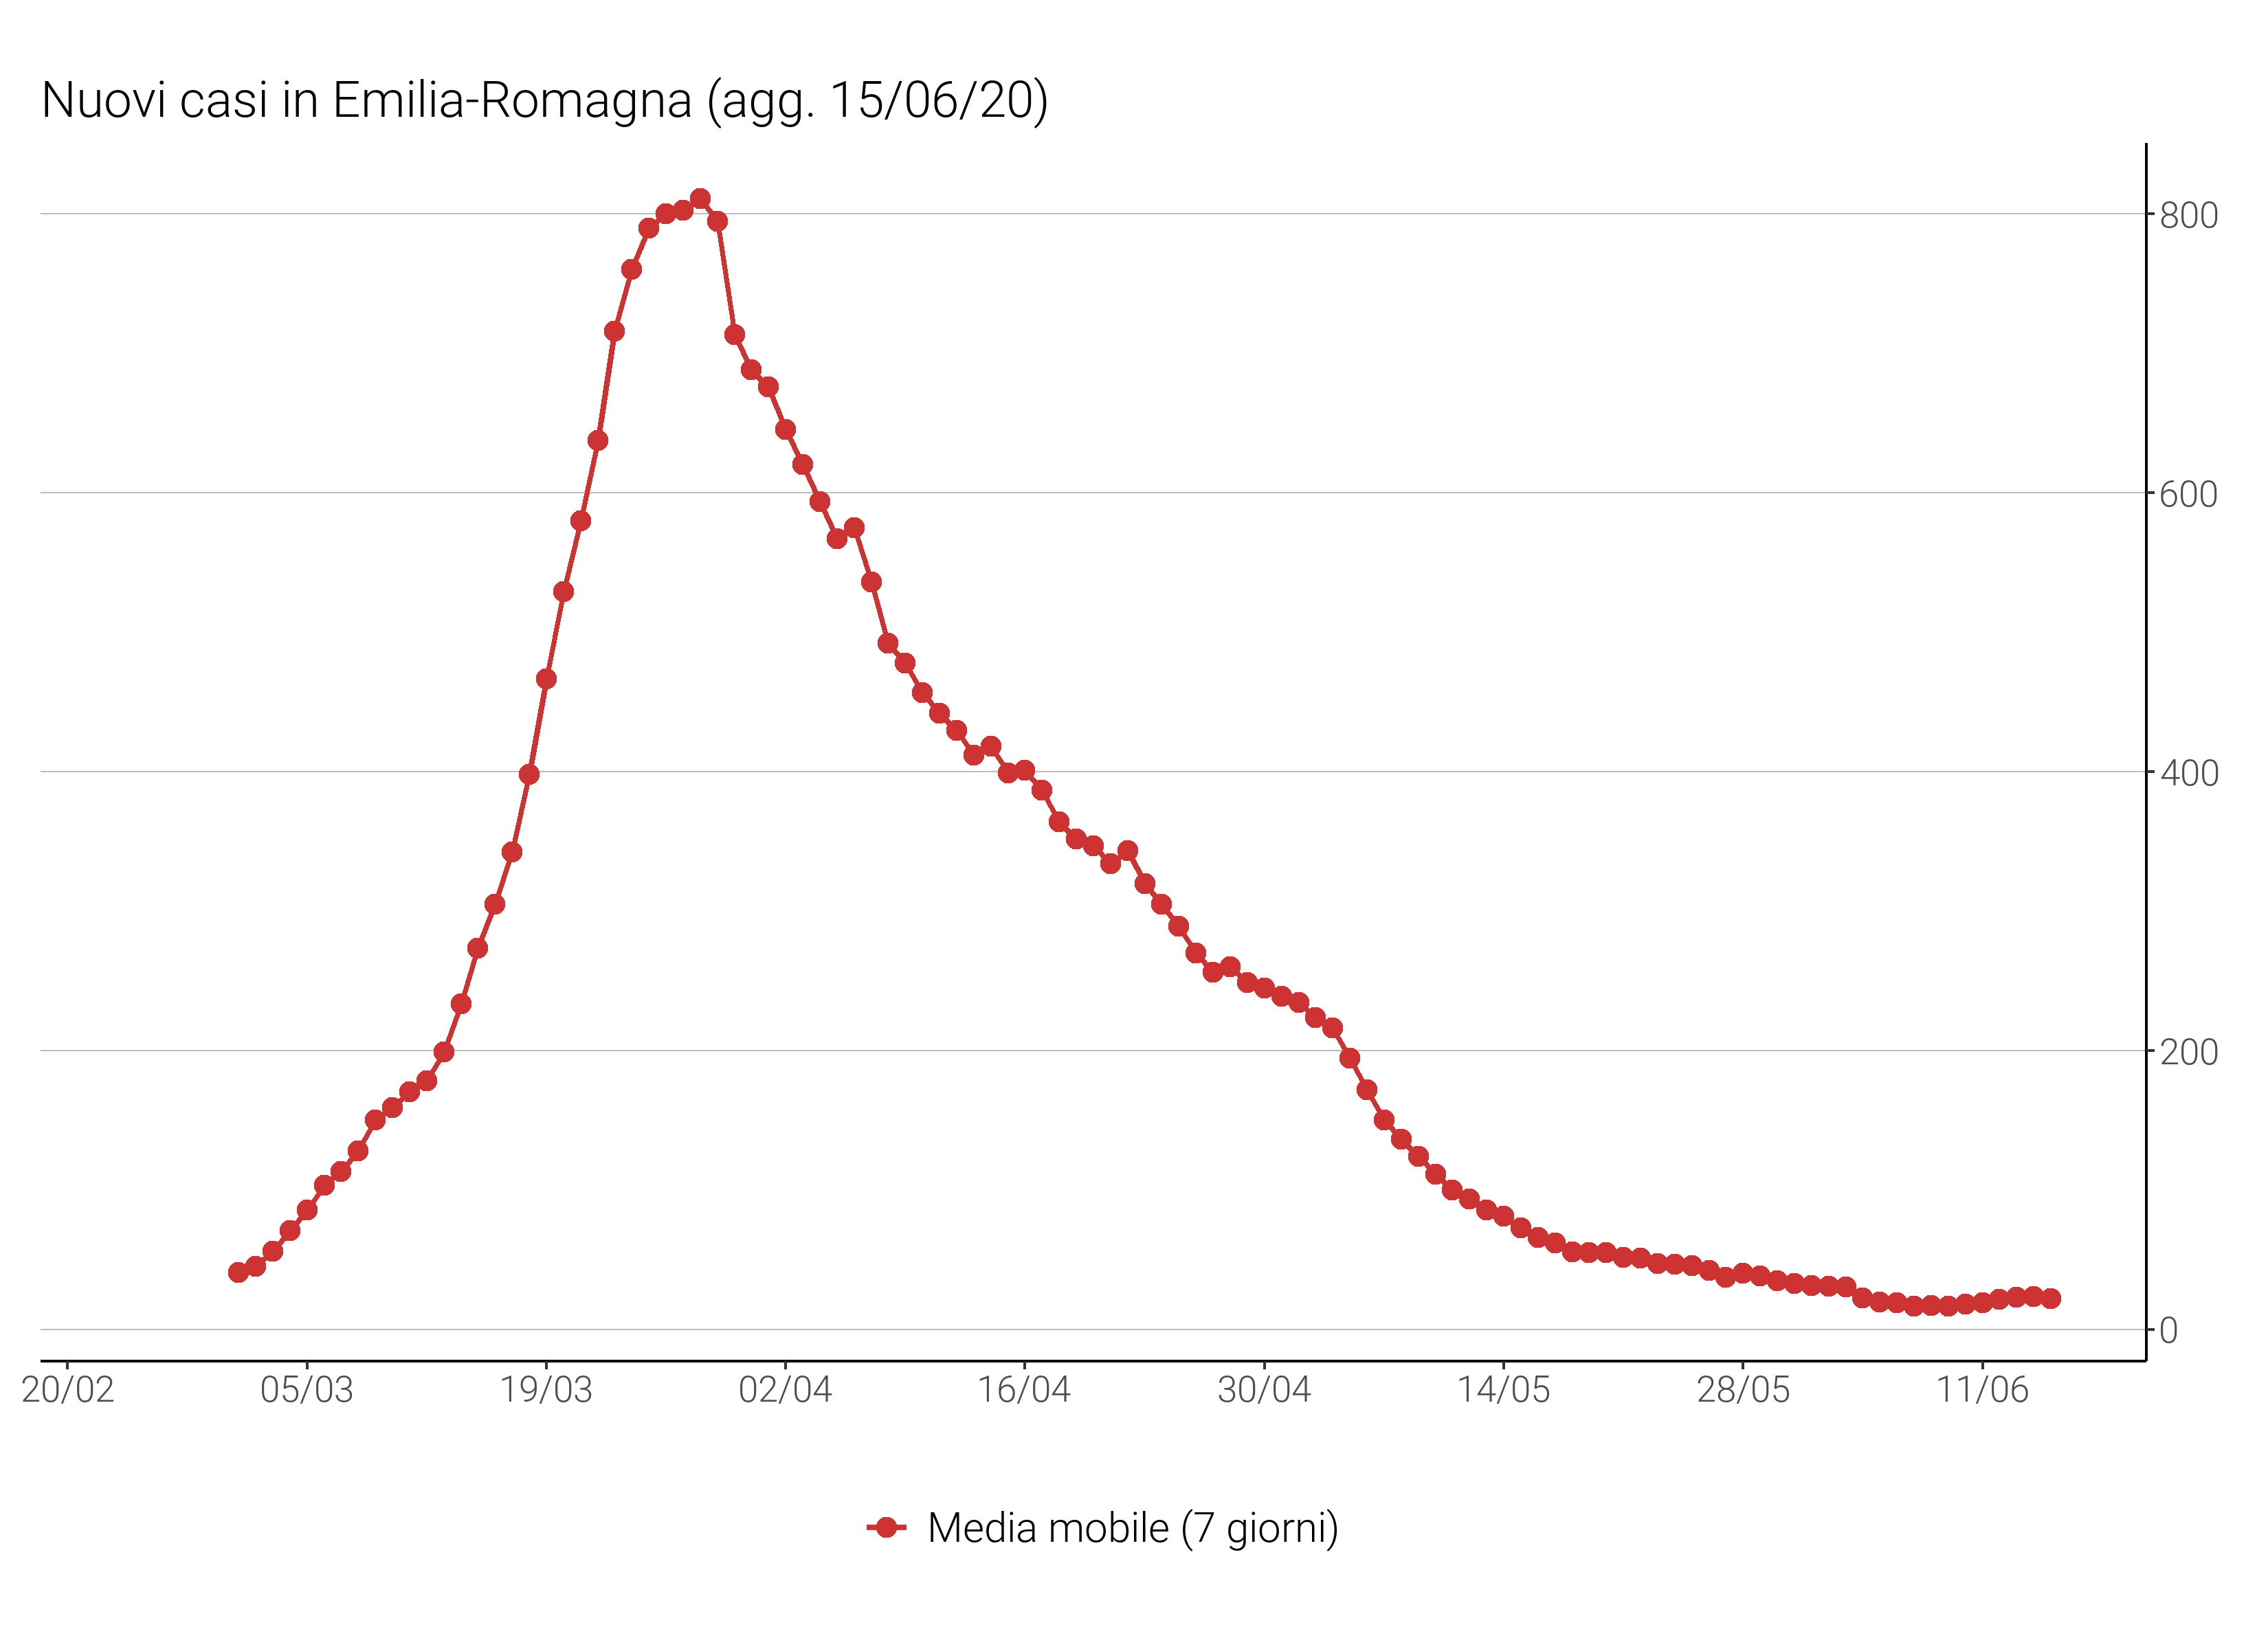 Nuovi casi in Emilia-Romagna (agg. 15/06/20)
800
600
400
200
0
20/02 05/03 19/03 02/04 16/04 30/04 14/05 28/05 11/06
Media mobile (7 giorni)